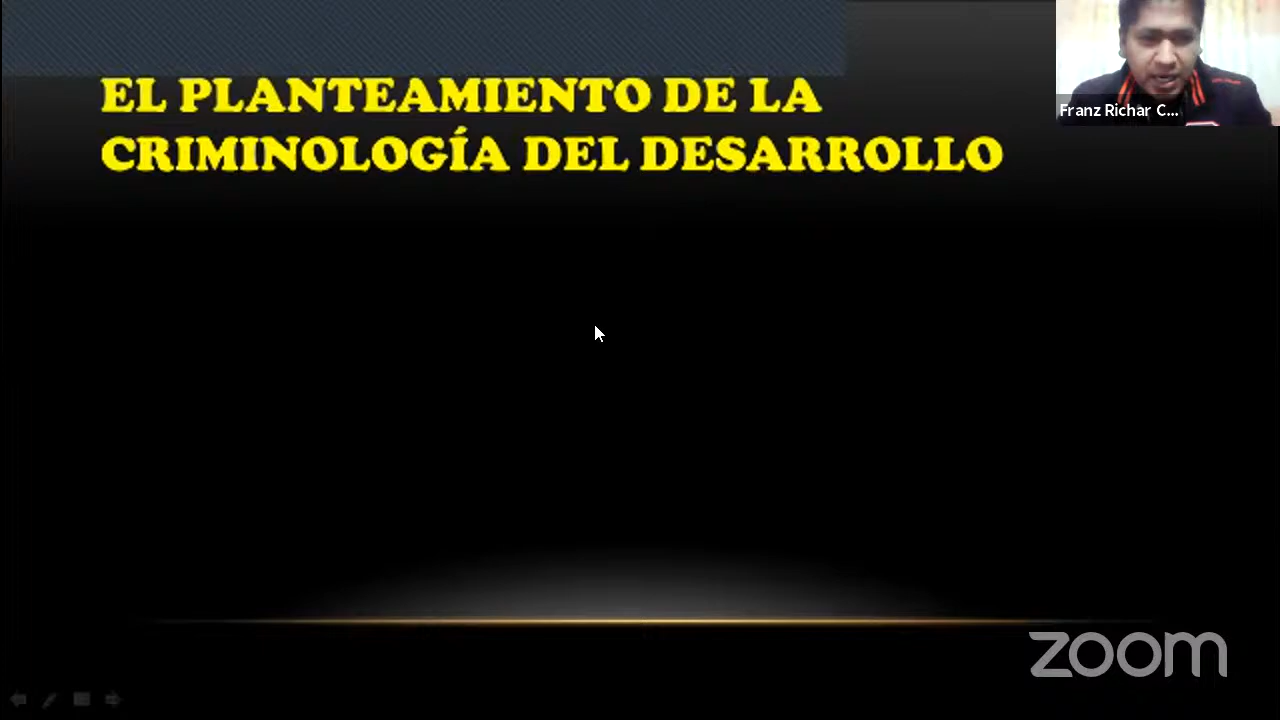 EL PLANTEAMIENTO DE LA
CRIMINOLOGÍA DEL DESARROLLO
Franz Richar C...
zoom